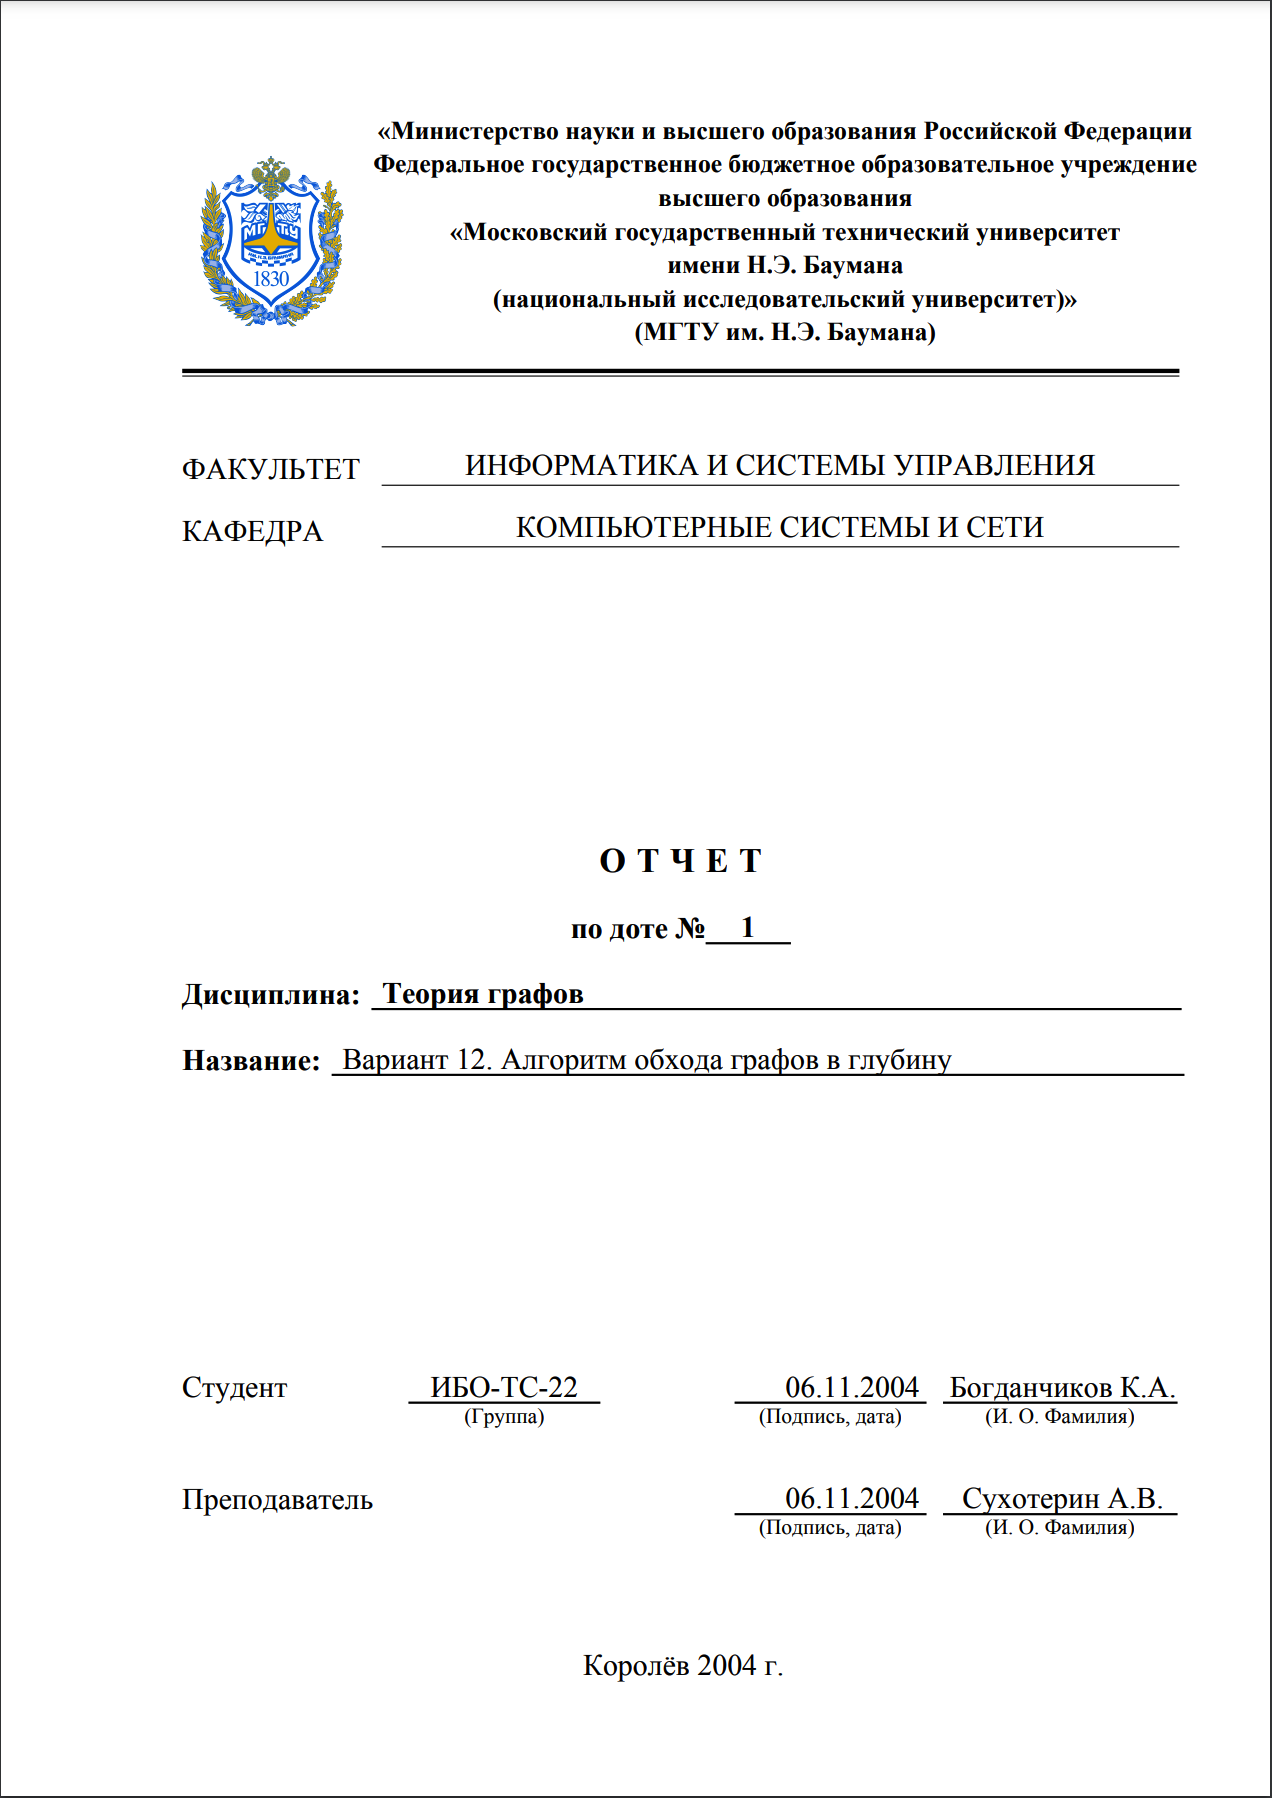 «Министерство науки и высшего образования Российской Федерации
Федеральное государственное бюджетное образовательное учреждение
высшего образования
«Московский государственный технический университет
имени Н.Э. Баумана
(национальный исследовательский университет)»
(МГТУ им. Н.Э. Баумана)
МГТУ
ИМ. Н.Э. БАУМАНА
1830
ФАКУЛЬТЕТ ИНФОРМАТИКА И СИСТЕМЫ УПРАВЛЕНИЯ
КАФЕДРА КОМПЬЮТЕРНЫЕ СИСТЕМЫ И СЕТИ
О Т Ч Е Т
по доте № 1
Дисциплина: Теория графов
Название: Вариант 12. Алгоритм обхода графов в глубину
Студент ИБО-ТС-22 06.11.2004 Богданчиков К.А.
(Группа) (Подпись, дата) (И. О. Фамилия)
Преподаватель 06.11.2004 Сухотерин А.В.
(Подпись, дата) (И. О. Фамилия)
Королёв 2004 г.